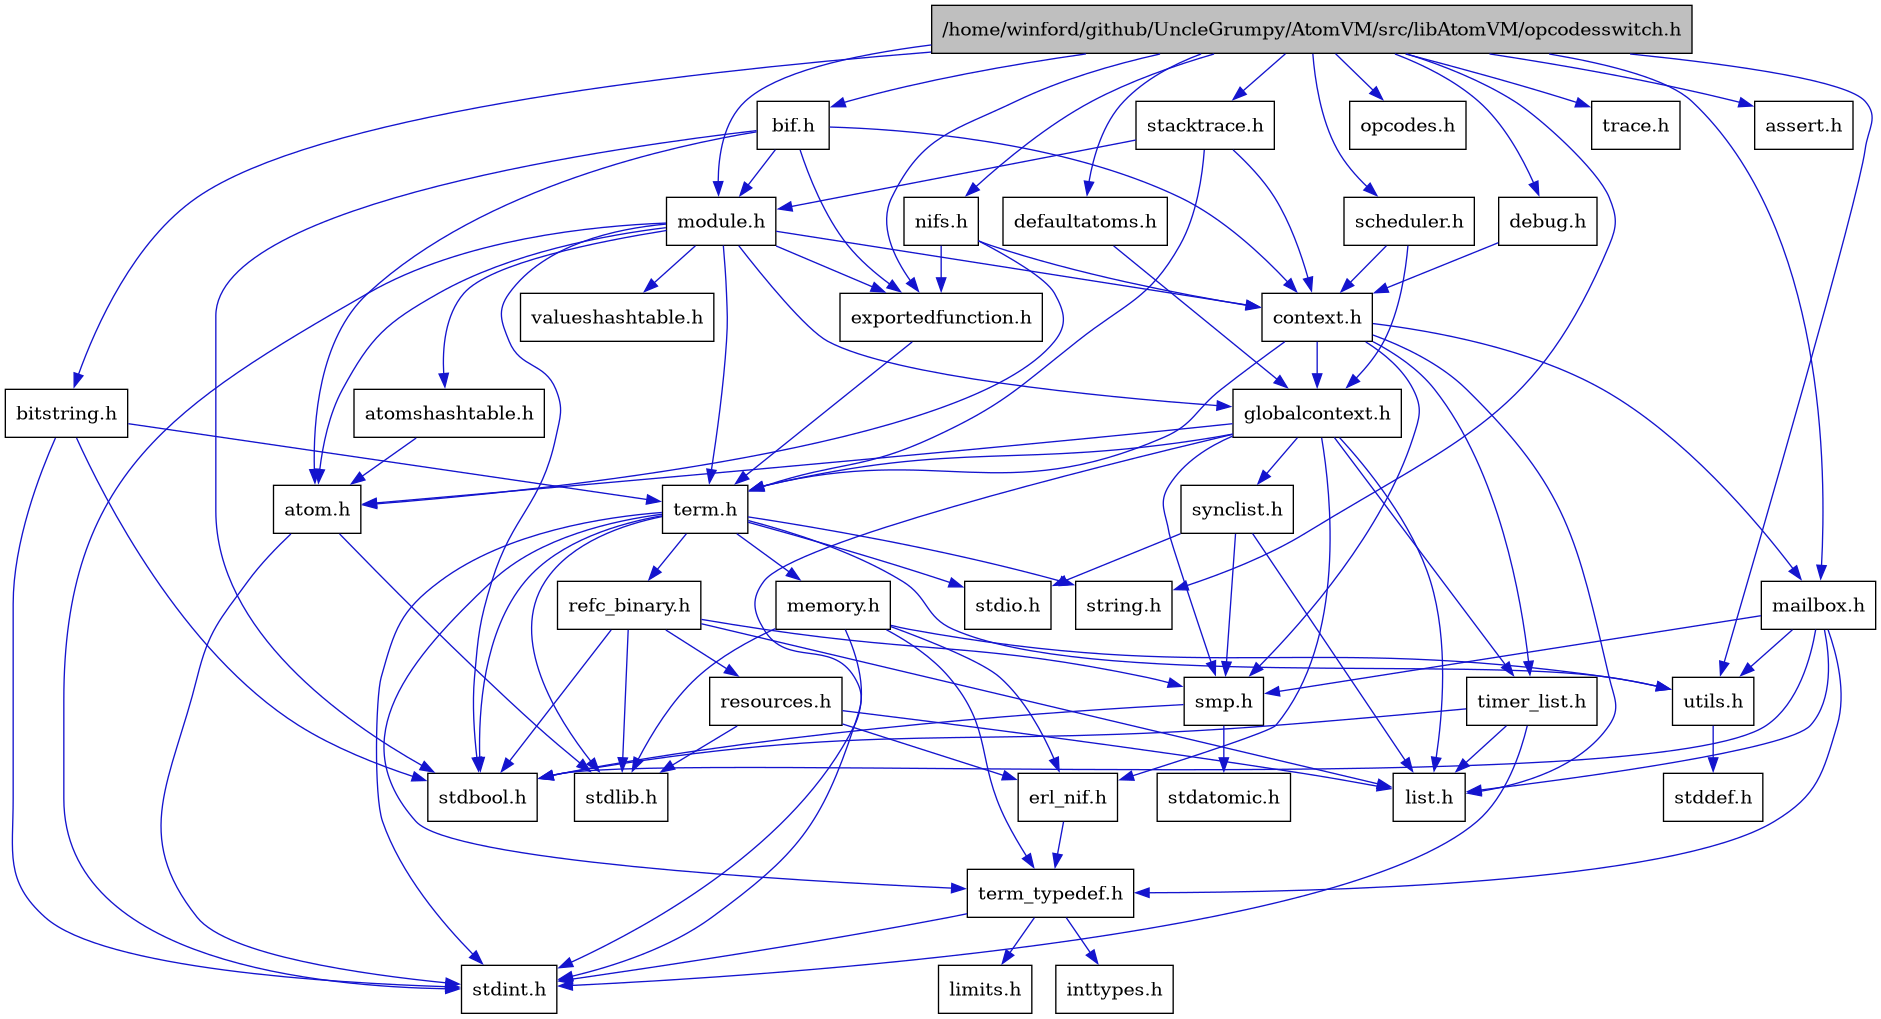 /home/winford/github/UncleGrumpy/AtomVM/src/libAtomVM/opcodesswitch.h
bif.h
stacktrace.h
opcodes.h
trace.h
assert.h
module.h
nifs.h
defaultatoms.h
scheduler.h
debug.h
valueshashtable.h
exportedfunction.h
context.h
bitstring.h
atomshashtable.h
globalcontext.h
atom.h
term.h
synclist.h
refc_binary.h
memory.h
stdio.h
string.h
mailbox.h
resources.h
smp.h
timer_list.h
utils.h
stdbool.h
stdlib.h
erl_nif.h
stdatomic.h
list.h
stddef.h
term_typedef.h
stdint.h
limits.h
inttypes.h